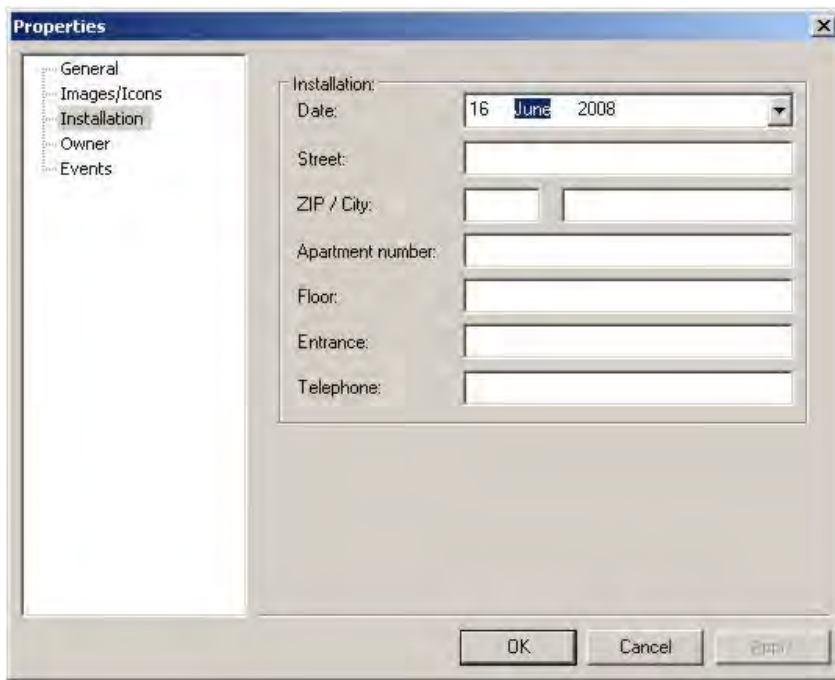 Properties
General
Images/Icons
Installation
Owner
Events
Installation:
Date:
16 June 2008
Street:
ZIP / City:
Apartment number:
Floor:
Entrance:
Telephone:
OK
Cancel
Apply